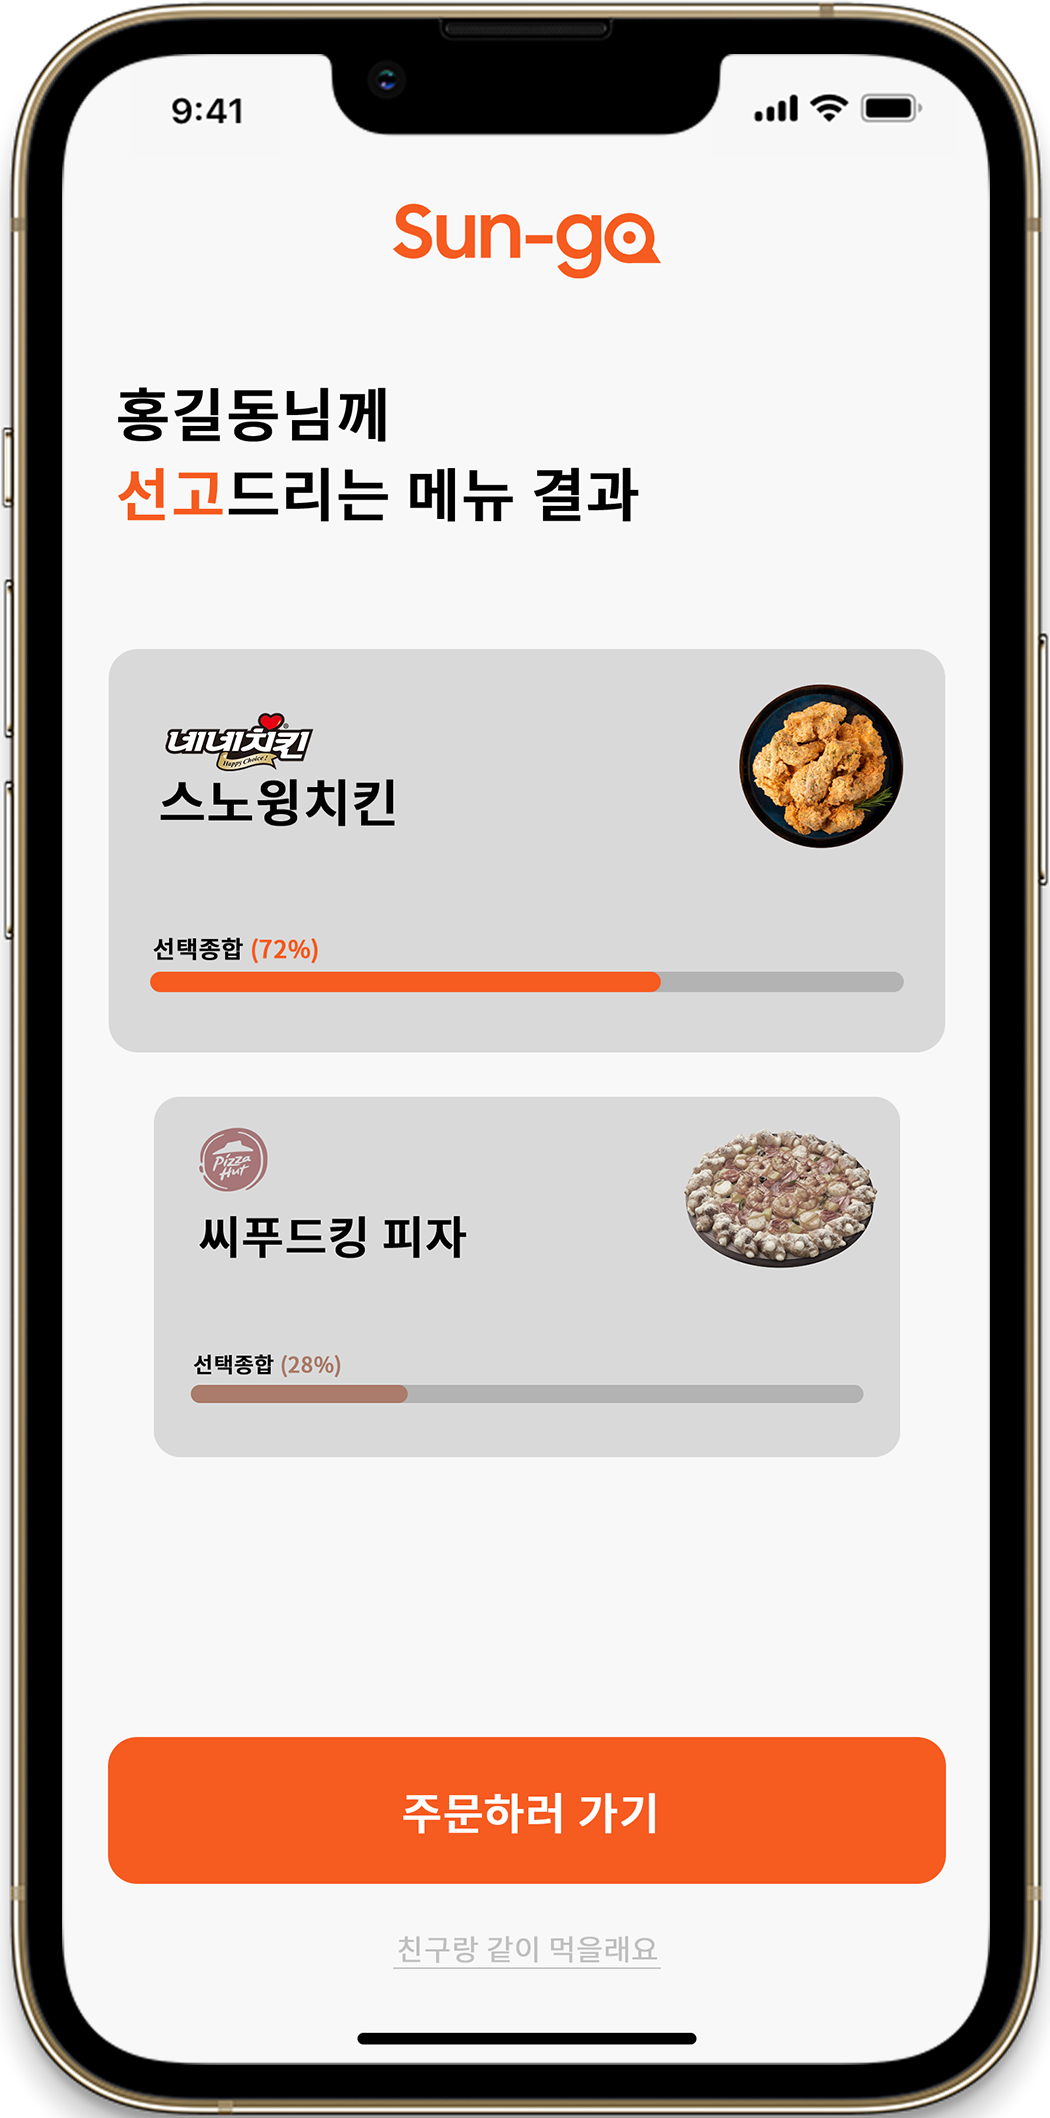 9:41
Sun-go
홍길동님께
선고드리는 메뉴 결과
네네치킨
Happy Choice!
스노윙치킨
선택종합 (72%)
Pizza
Hut
씨푸드킹 피자
선택종합 (28%)
주문하러 가기
친구랑 같이 먹을래요